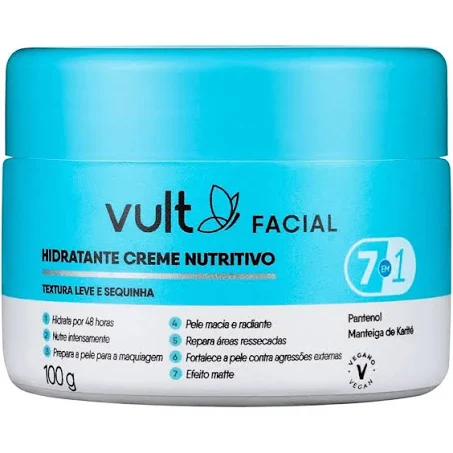 vult FACIAL
HIDRATANTE CREME NUTRITIVO
7 EM 1
TEXTURA LEVE E SEQUINHA
1 Hidrata por 48 horas
2 Nutre intensamente
3 Prepara a pele para a maquiagem
4 Pele macia e radiante
5 Repara áreas ressecadas
6 Fortalece a pele contra agressões externas
7 Efeito matte
Pantenol
Manteiga de Karité
100 g
VEGANO
V
VEGAN